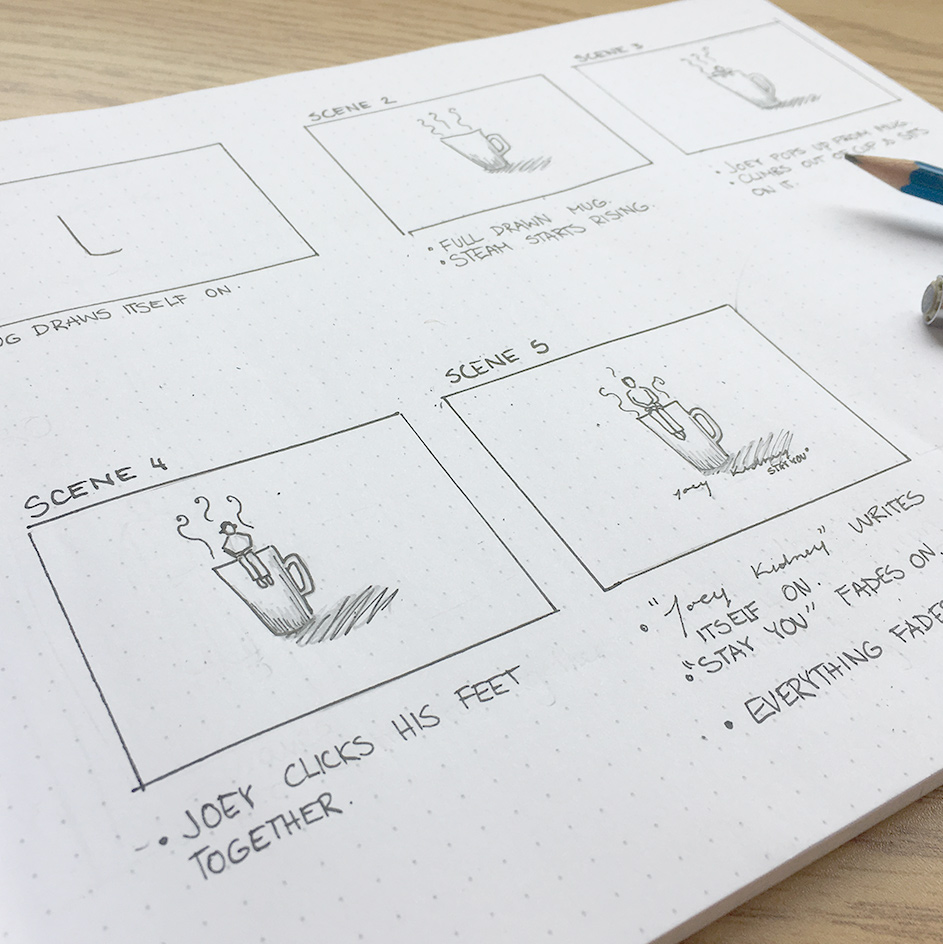 DRAWS ITSELF ON.
SCENE 2
• FULL DRAWN MUG.
• STEAM STARTS RISING.
SCENE 3
• JOEY POPS UP FROM MUG.
• CLIMBS OUT OF CUP & SITS
ON IT.
SCENE 4
• JOEY CLICKS HIS FEET
TOGETHER.
SCENE 5
Joey Kidney
STAY YOU"
• "Joey Kidney" WRITES
ITSELF ON.
• "STAY YOU" FADES ON
• EVERYTHING FADES